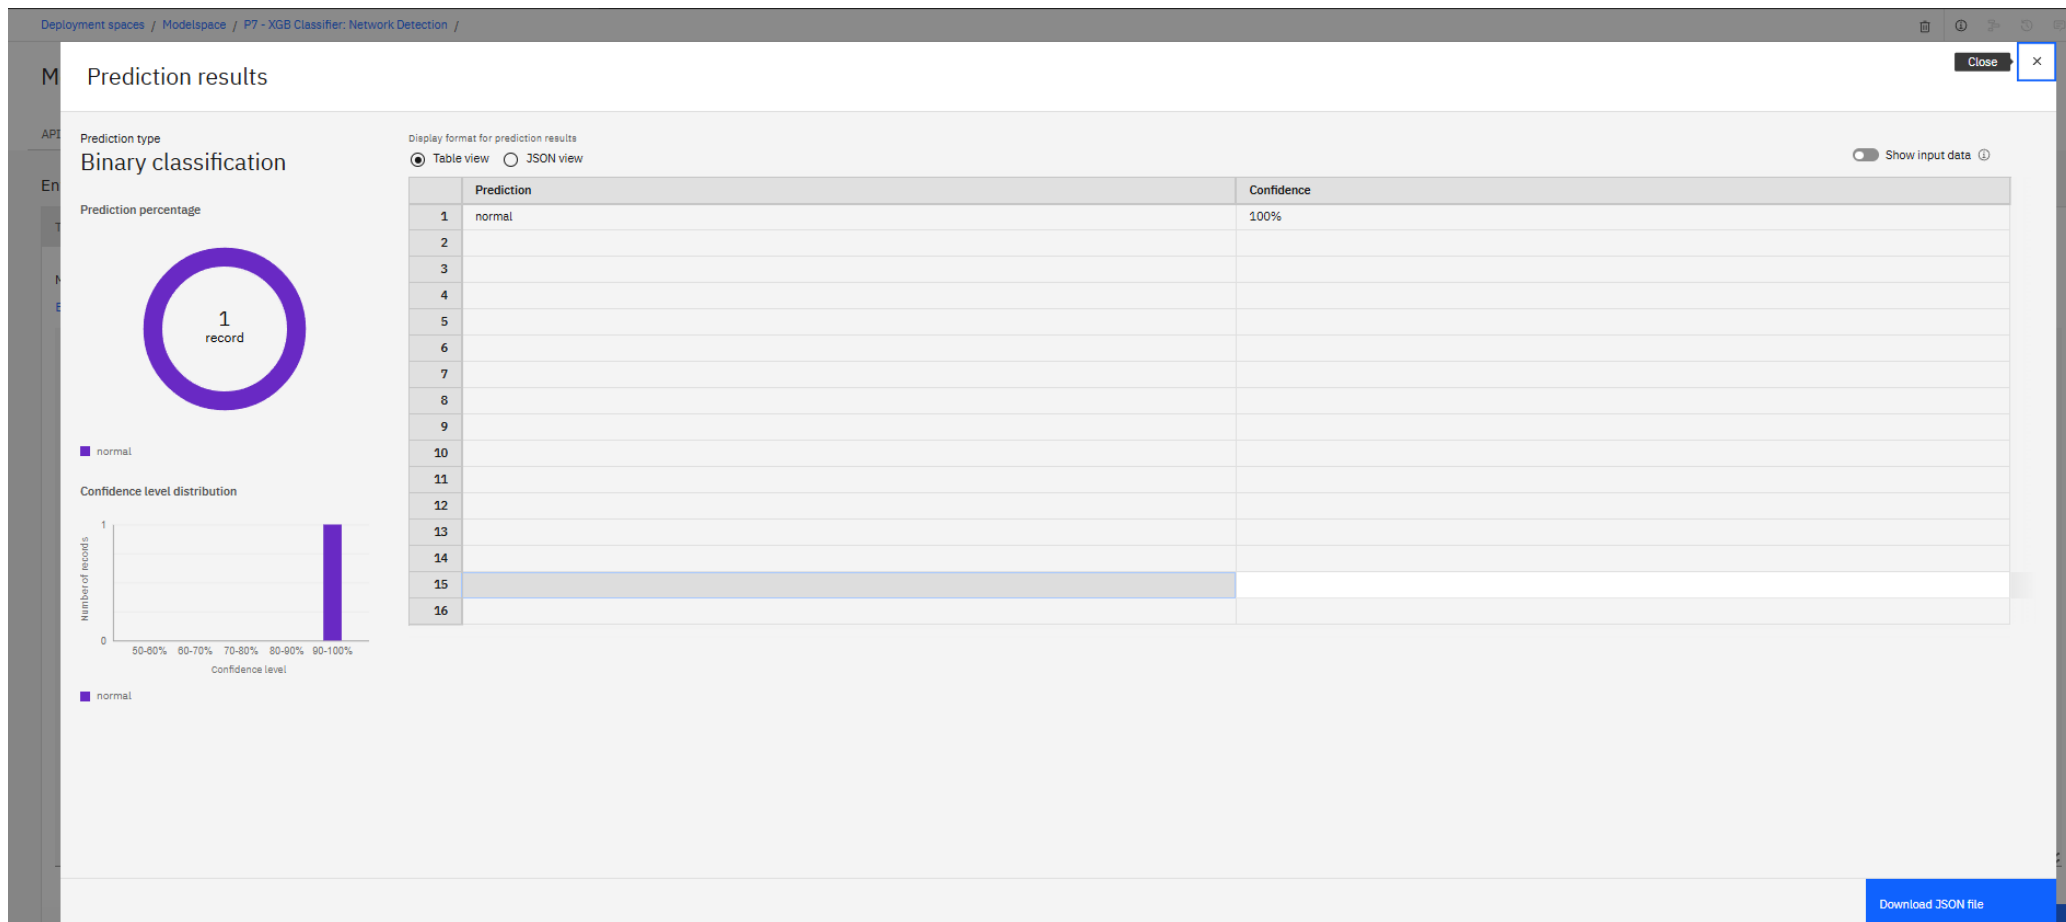 Deployment spaces / Modelspace / P7 - XGB Classifier: Network Detection /
M
Prediction results
Close
API
Prediction type
Binary classification
Display format for prediction results
Table view
JSON view
Show input data
En
Prediction percentage
Prediction
Confidence
1 normal 100%
2
3
4
5
6
7
8
9
10
11
12
13
14
15
16
1
record
normal
Confidence level distribution
Number of records
1
0
50-60% 60-70% 70-80% 80-90% 90-100%
Confidence level
normal
Download JSON file